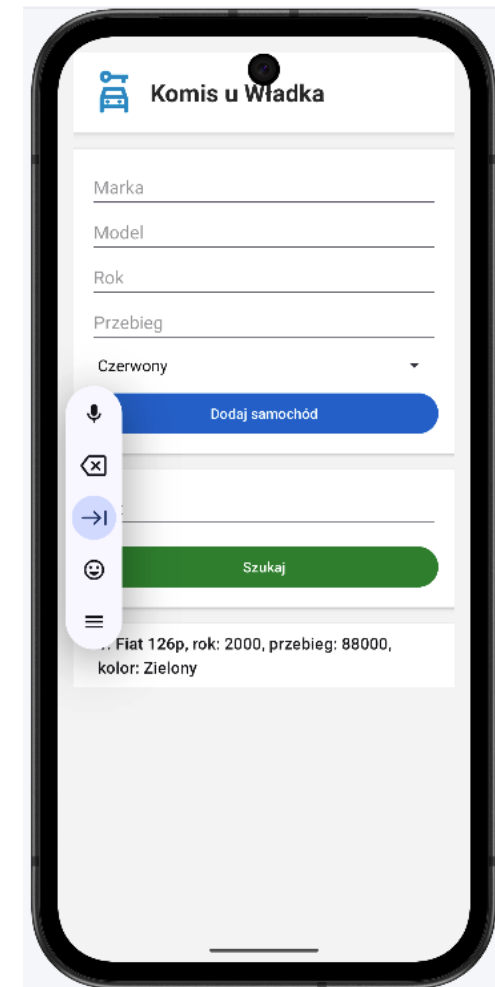 Komis u Władka
Marka
Model
Rok
Przebieg
Czerwony
Dodaj samochód
Szukaj
Fiat 126p, rok: 2000, przebieg: 88000,
kolor: Zielony